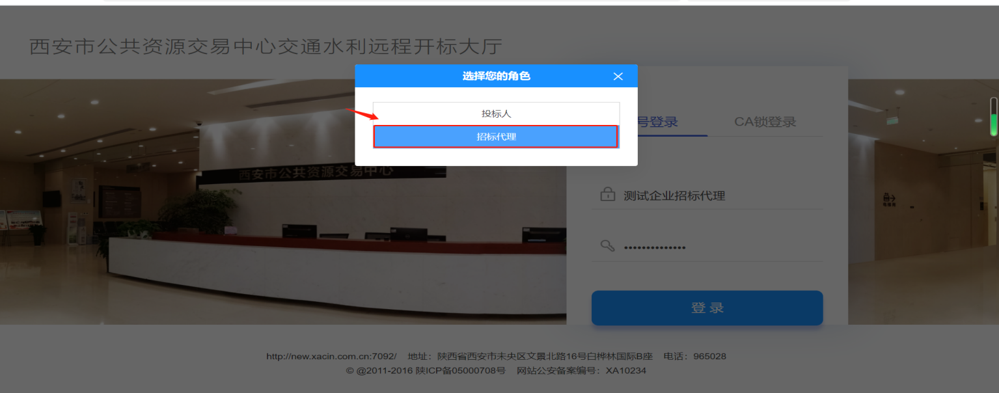 西安市公共资源交易中心交通水利远程开标大厅
选择您的角色
投标人
招标代理
号登录
CA锁登录
西安市公共资源交易中心
测试企业招标代理
••••••••••••••
登 录
http://new.xacin.com.cn:7092/ 地址：陕西省西安市未央区文景北路16号白桦林国际B座 电话：965028
© @2011-2016 陕ICP备05000708号 网站公安备案编号：XA10234